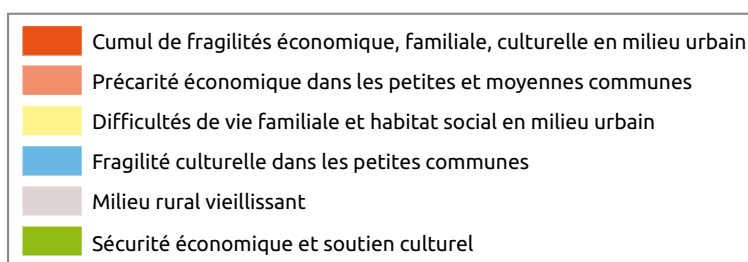 Cumul de fragilités économique, familiale, culturelle en milieu urbain
Précarité économique dans les petites et moyennes communes
Difficultés de vie familiale et habitat social en milieu urbain
Fragilité culturelle dans les petites communes
Milieu rural vieillissant
Sécurité économique et soutien culturel